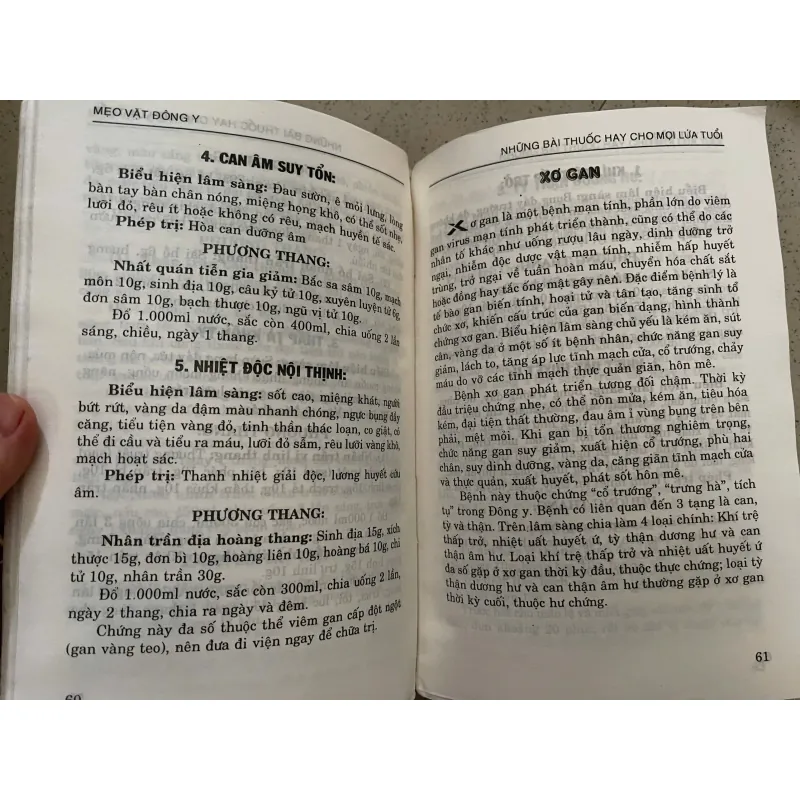 MẸO VẶT ĐÔNG Y
4. CAN ÂM SUY TỔN:
Biểu hiện lâm sàng: Đau sườn, ê mỏi lưng, lòng
bàn tay bàn chân nóng, miệng họng khô, có thể sốt nhẹ,
lưỡi đỏ, rêu ít hoặc không có rêu, mạch huyền tế sác.
Phép trị: Hòa can dưỡng âm
PHƯƠNG THANG:
Nhất quán tiễn gia giảm: Bắc sa sâm 10g, mạch
môn 10g, sinh địa 10g, câu kỷ tử 10g, xuyên luyện tử 6g,
đơn sâm 10g, bạch thược 10g, ngũ vị tử 10g.
Đổ 1.000ml nước, sắc còn 400ml, chia uống 2 lần
sáng, chiều, ngày 1 thang.
5. NHIỆT ĐỘC NỘI THỊNH:
Biểu hiện lâm sàng: sốt cao, miệng khát, người
bứt rứt, vàng da đậm màu nhanh chóng, ngực bụng đầy
căng, tiểu tiện vàng đỏ, tinh thần thác loạn, co giật, có
thể đi cầu và tiểu ra máu, lưỡi đỏ sẫm, rêu lưỡi vàng khô,
mạch hoạt sác.
Phép trị: Thanh nhiệt giải độc, lương huyết cứu
âm.
PHƯƠNG THANG:
Nhân trần địa hoàng thang: Sinh địa 15g, xích
thược 15g, đơn bì 10g, hoàng liên 10g, hoàng bá 10g, chi
tử 10g, nhân trần 30g.
Đổ 1.000ml nước, sắc còn 300ml, chia uống 2 lần,
ngày 2 thang, chia ra ngày và đêm.
Chứng này đa số thuộc thể viêm gan cấp đột ngột
(gan vàng teo), nên đưa đi viện ngay để chữa trị.
60
NHỮNG BÀI THUỐC HAY CHO MỌI LỨA TUỔI
XƠ GAN
Xơ gan là một bệnh mạn tính, phần lớn do viêm
gan virus mạn tính phát triển thành, cũng có thể do các
nhân tố khác như uống rượu lâu ngày, dinh dưỡng trở
ngại, nhiễm độc dược vật mạn tính, nhiễm hấp huyết
trùng, trở ngại về tuần hoàn máu, chuyển hóa chất sắt
hoặc đồng hay tắc ống mật gây nên. Đặc điểm bệnh lý là
tế bào gan biến tính, hoại tử và tân tạo, tăng sinh tổ
chức xơ, khiến cấu trúc của gan biến dạng, hình thành
chứng xơ gan. Biểu hiện lâm sàng chủ yếu là kém ăn, sút
cân, vàng da ở một số ít bệnh nhân, chức năng gan suy
giảm, lách to, tăng áp lực tĩnh mạch cửa, cổ trướng, chảy
máu do vỡ các tĩnh mạch thực quản giãn, hôn mê.
Bệnh xơ gan phát triển tương đối chậm. Thời kỳ
đầu triệu chứng nhẹ, có thể nôn mửa, kém ăn, tiêu hóa
kém, đại tiện thất thường, đau âm ỉ vùng bụng trên bên
phải, mệt mỏi. Khi gan bị tổn thương nghiêm trọng,
chức năng gan suy giảm, xuất hiện cổ trướng, phù hai
chân, suy dinh dưỡng, vàng da, căng giãn tĩnh mạch cửa
và thực quản, xuất huyết, phát sốt hôn mê.
Bệnh này thuộc chứng "cổ trướng", "trưng hà", tích
tụ" trong Đông y. Bệnh có liên quan đến 3 tạng là can,
tỳ và thận. Trên lâm sàng chia làm 4 loại chính: Khí trệ
thấp trở, nhiệt uất huyết ứ, tỳ thận dương hư và can
thận âm hư. Loại khí trệ thấp trở và nhiệt uất huyết ứ
đa số gặp ở xơ gan thời kỳ đầu, thuộc thực chứng; loại tỳ
thận dương hư và can thận âm hư thường gặp ở xơ gan
thời kỳ cuối, thuộc hư chứng.
61